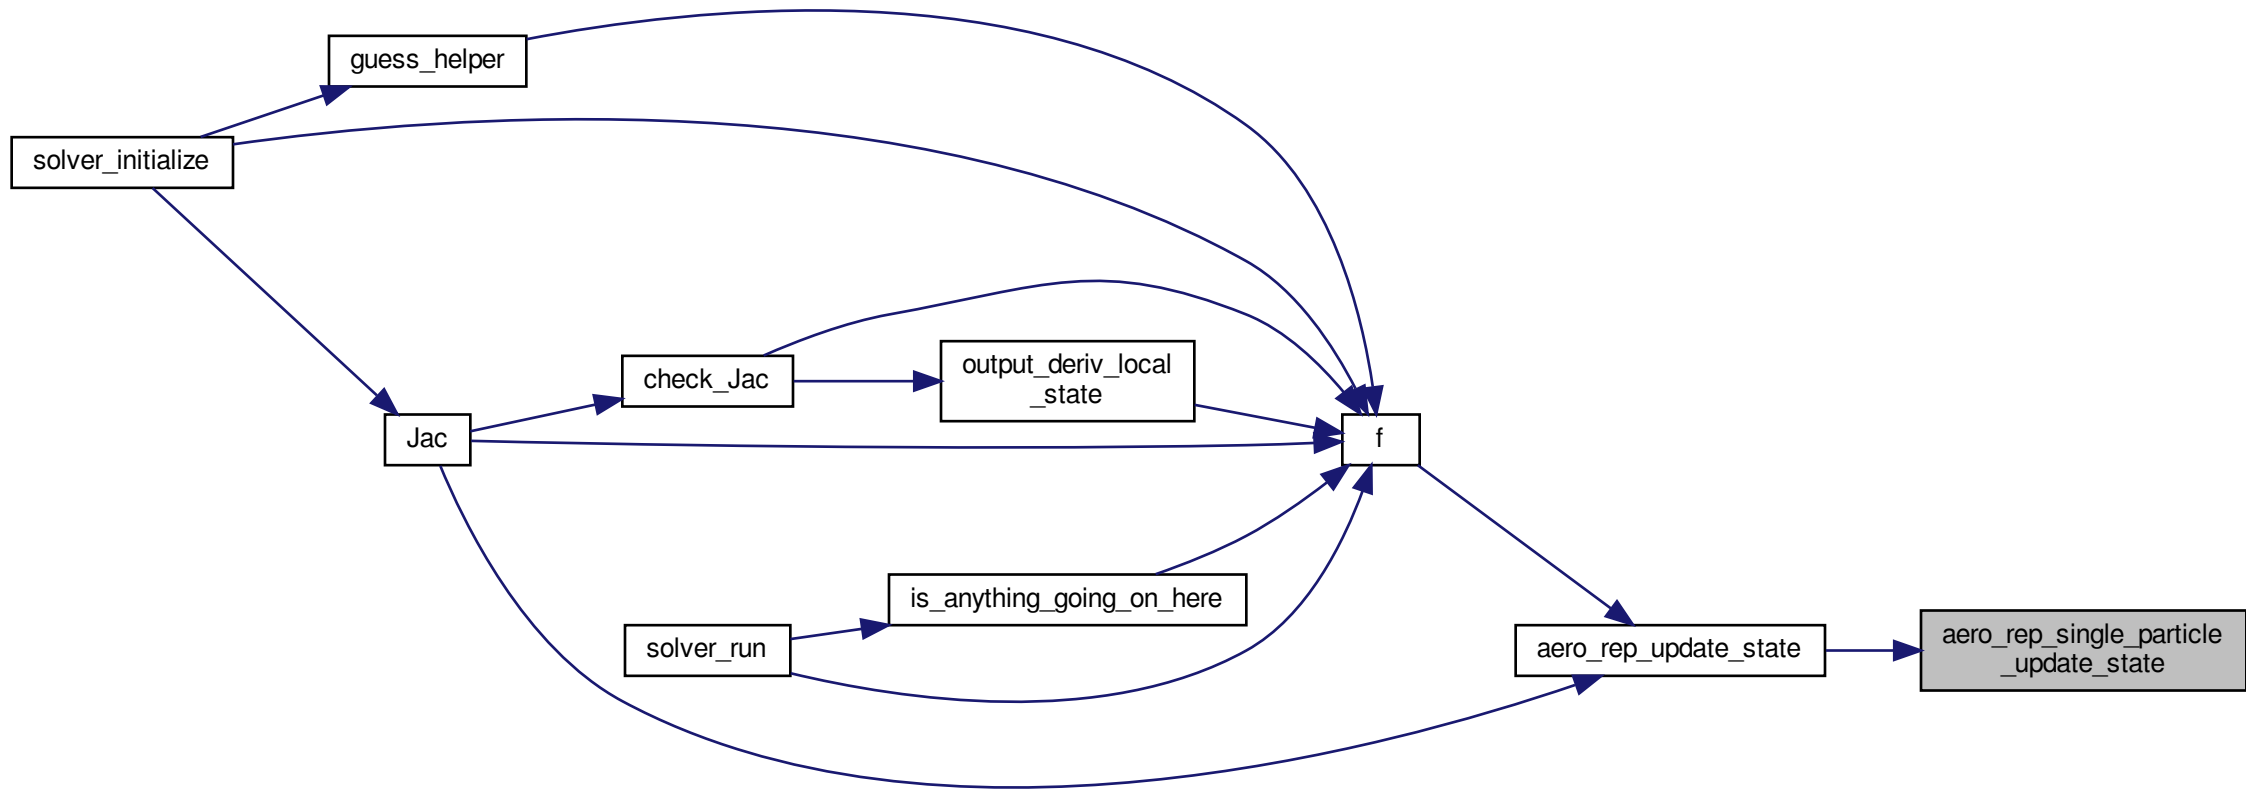 guess_helper
solver_initialize
check_Jac
output_deriv_local
_state
Jac
f
is_anything_going_on_here
solver_run
aero_rep_update_state
aero_rep_single_particle
_update_state